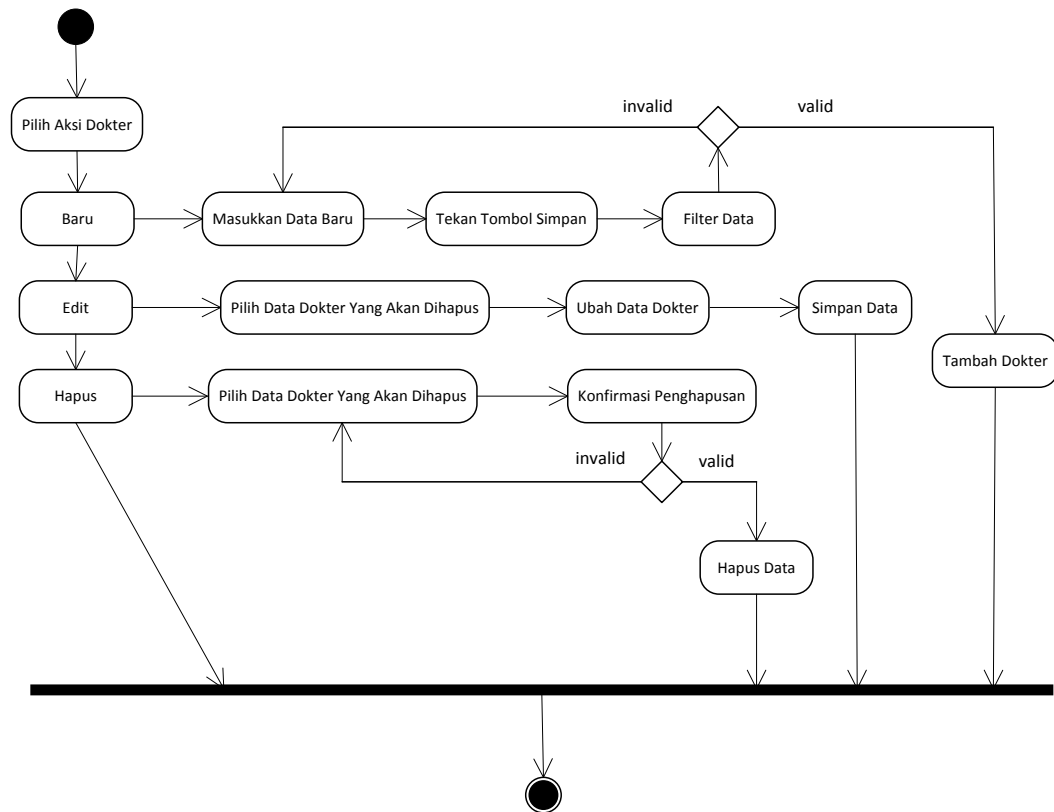 invalid
valid
Pilih Aksi Dokter
Baru
Masukkan Data Baru
Tekan Tombol Simpan
Filter Data
Edit
Pilih Data Dokter Yang Akan Dihapus
Ubah Data Dokter
Simpan Data
Tambah Dokter
Hapus
Pilih Data Dokter Yang Akan Dihapus
Konfirmasi Penghapusan
invalid
valid
Hapus Data